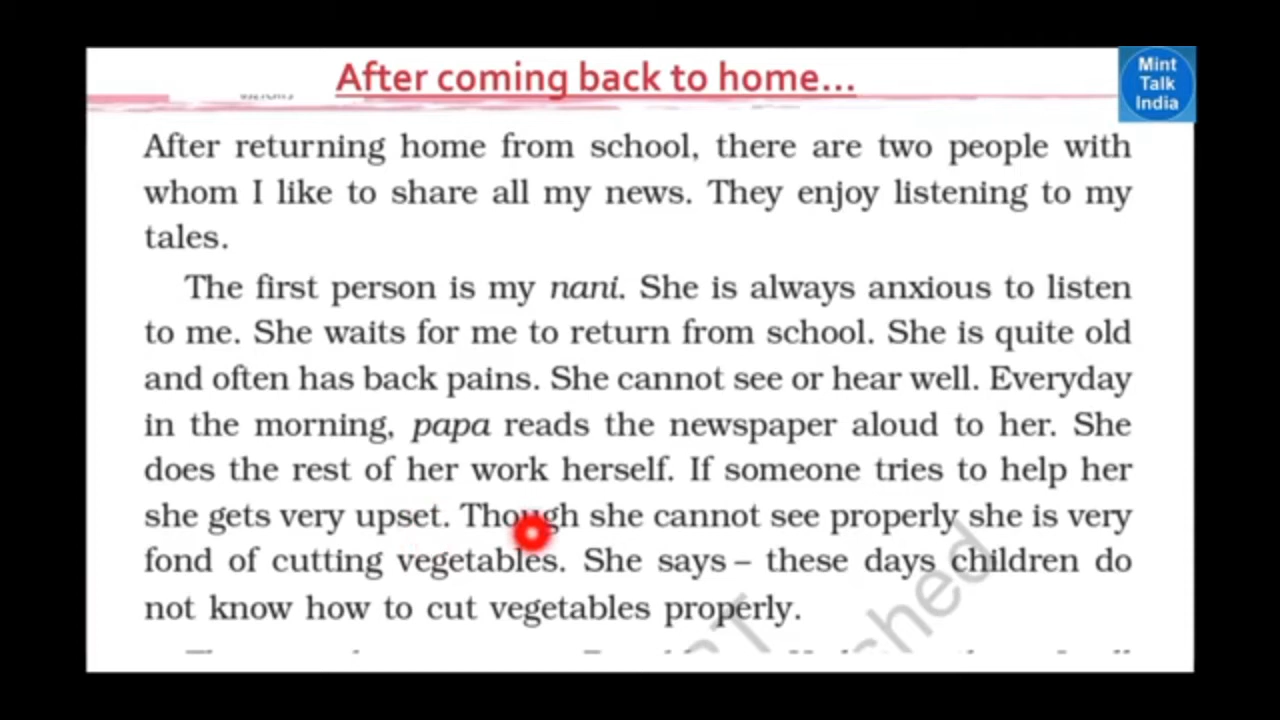 After coming back to home...
Mint
Talk
India
After returning home from school, there are two people with
whom I like to share all my news. They enjoy listening to my
tales.
The first person is my nani. She is always anxious to listen
to me. She waits for me to return from school. She is quite old
and often has back pains. She cannot see or hear well. Everyday
in the morning, papa reads the newspaper aloud to her. She
does the rest of her work herself. If someone tries to help her
she gets very upset. Though she cannot see properly she is very
fond of cutting vegetables. She says – these days children do
not know how to cut vegetables properly.